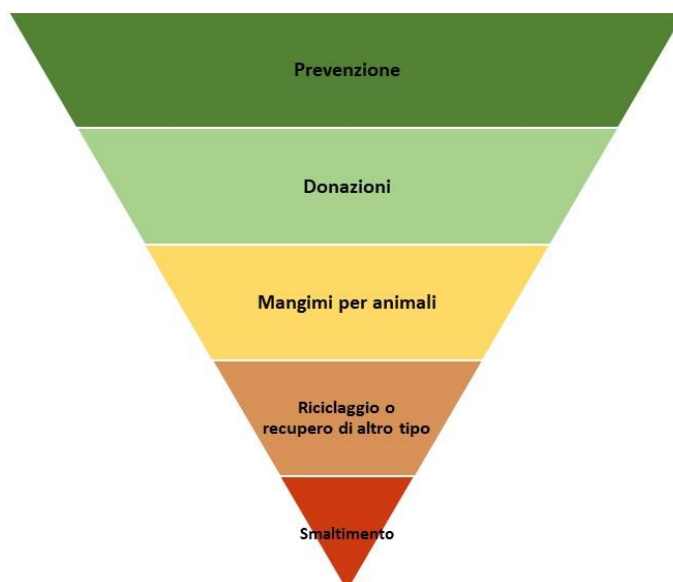 Prevenzione
Donazioni
Mangimi per animali
Riciclaggio o
recupero di altro tipo
Smaltimento